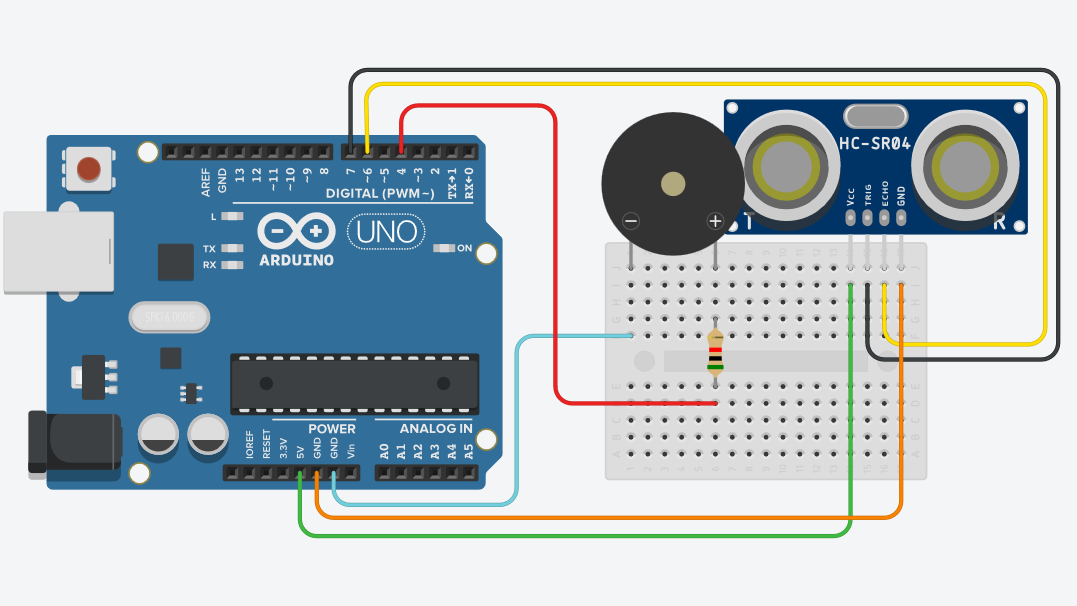 AREF
GND
13
12
~11
~10
~9
8
7
~6
~5
4
~3
2
TX→1
RX←0
DIGITAL (PWM~)
L
TX
RX
UNO
ON
ARDUINO
IOREF
RESET
3.3V
5V
GND
GND
Vin
POWER
ANALOG IN
A0
A1
A2
A3
A4
A5
HC-SR04
Vcc
TRIG
ECHO
GND
T
R
− +